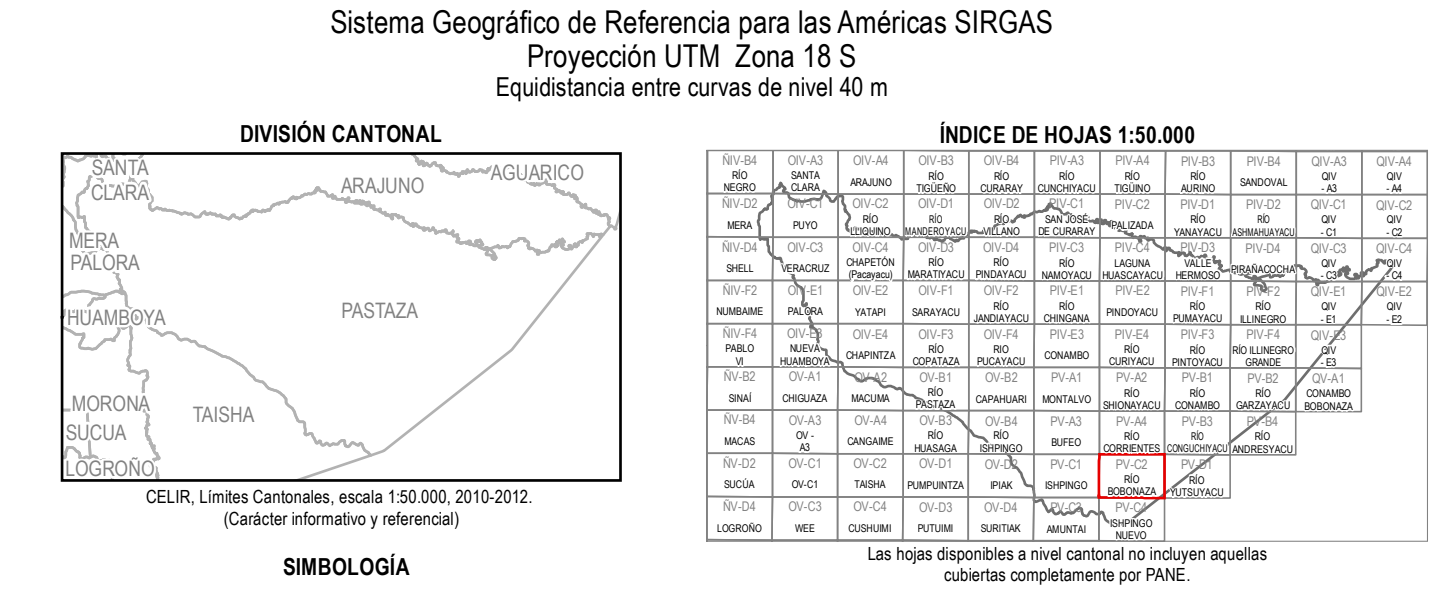 Sistema Geográfico de Referencia para las Américas SIRGAS
Proyección UTM Zona 18 S
Equidistancia entre curvas de nivel 40 m
DIVISIÓN CANTONAL
SANTA
CLARA
ARAJUNO
AGUARICO
MERA
PALORA
HUAMBOYA
PASTAZA
MORONA
TAISHA
SUCUA
LOGROÑO
CELIR, Límites Cantonales, escala 1:50.000, 2010-2012.
(Carácter informativo y referencial)
SIMBOLOGÍA
ÍNDICE DE HOJAS 1:50.000
ÑIV-B4 OIV-A3 OIV-A4 OIV-B3 OIV-B4 PIV-A3 PIV-A4 PIV-B3 PIV-B4 QIV-A3 QIV-A4
RÍO SANTA ARAJUNO RÍO RÍO RÍO RÍO RÍO SANDOVAL QIV QIV
NEGRO CLARA TIGÜEÑO CURARAY CUNCHIYACU TIGÜINO AURINO - A3 - A4
ÑIV-D2 OIV-C1 OIV-C2 OIV-D1 OIV-D2 PIV-C1 PIV-C2 PIV-D1 PIV-D2 QIV-C1 QIV-C2
MERA PUYO RÍO RÍO RÍO SAN JOSÉ PALIZADA RÍO RÍO QIV QIV
LLIQUINO MANDEROYACU VILLANO DE CURARAY YANAYACU ASHMAHUAYACU - C1 - C2
ÑIV-D4 OIV-C3 OIV-C4 OIV-D3 OIV-D4 PIV-C3 PIV-C4 PIV-D3 PIV-D4 QIV-C3 QIV-C4
SHELL VERACRUZ CHAPETÓN RÍO RÍO RÍO LAGUNA VALLE PIRAÑACOCHA QIV QIV
(Pacayacu) MARATIYACU PINDAYACU NAMOYACU HUASCAYACU HERMOSO - C3 - C4
ÑIV-F2 OIV-E1 OIV-E2 OIV-F1 OIV-F2 PIV-E1 PIV-E2 PIV-F1 PIV-F2 QIV-E1 QIV-E2
NUMBAIME PALORA YATAPI SARAYACU RÍO RÍO PINDOYACU RÍO RÍO QIV QIV
JANDIAYACU CHINGANA PUMAYACU ILLINEGRO - E1 - E2
ÑIV-F4 OIV-E3 OIV-E4 OIV-F3 OIV-F4 PIV-E3 PIV-E4 PIV-F3 PIV-F4 QIV-E3
PABLO NUEVA CHAPINTZA RÍO RIO CONAMBO RÍO RÍO RÍO ILLINEGRO QIV
VI HUAMBOYA COPATAZA PUCAYACU CURIYACU PINTOYACU GRANDE - E3
ÑV-B2 OV-A1 OV-A2 OV-B1 OV-B2 PV-A1 PV-A2 PV-B1 PV-B2 QV-A1
SINAÍ CHIGUAZA MACUMA RÍO CAPAHUARI MONTALVO RÍO RÍO RÍO CONAMBO
PASTAZA SHIONAYACU CONAMBO GARZAYACU BOBONAZA
ÑV-B4 OV-A3 OV-A4 OV-B3 OV-B4 PV-A3 PV-A4 PV-B3 PV-B4
MACAS OV - CANGAIME RÍO RÍO BUFEO RÍO RÍO RÍO
A3 HUASAGA ISHPINGO CORRIENTES CONGUCHIYACU ANDRESYACU
ÑV-D2 OV-C1 OV-C2 OV-D1 OV-D2 PV-C1 PV-C2 PV-D1
SUCÚA OV-C1 TAISHA PUMPUINTZA IPIAK ISHPINGO RÍO RÍO
BOBONAZA YUTSUYACU
ÑV-D4 OV-C3 OV-C4 OV-D3 OV-D4 PV-C3 PV-C4
LOGROÑO WEE CUSHUIMI PUTUIMI SURITIAK AMUNTAI ISHPINGO
NUEVO
Las hojas disponibles a nivel cantonal no incluyen aquellas
cubiertas completamente por PANE.